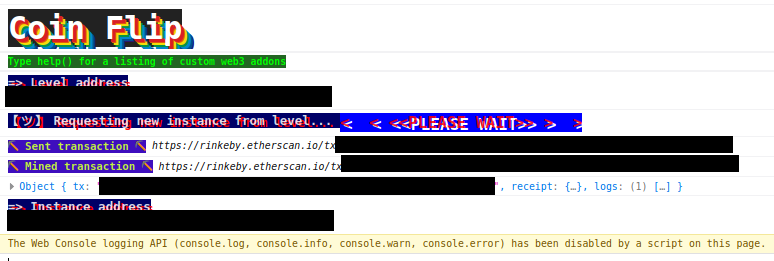 Coin Flip
Type help() for a listing of custom web3 addons
=> Level address
【ツ】 Requesting new instance from level... < < <<PLEASE WAIT>> > >
⛏ Sent transaction ⛏ https://rinkeby.etherscan.io/tx
⛏ Mined transaction ⛏ https://rinkeby.etherscan.io/tx
Object { tx: "", receipt: {…}, logs: (1) […] }
=> Instance address
The Web Console logging API (console.log, console.info, console.warn, console.error) has been disabled by a script on this page.